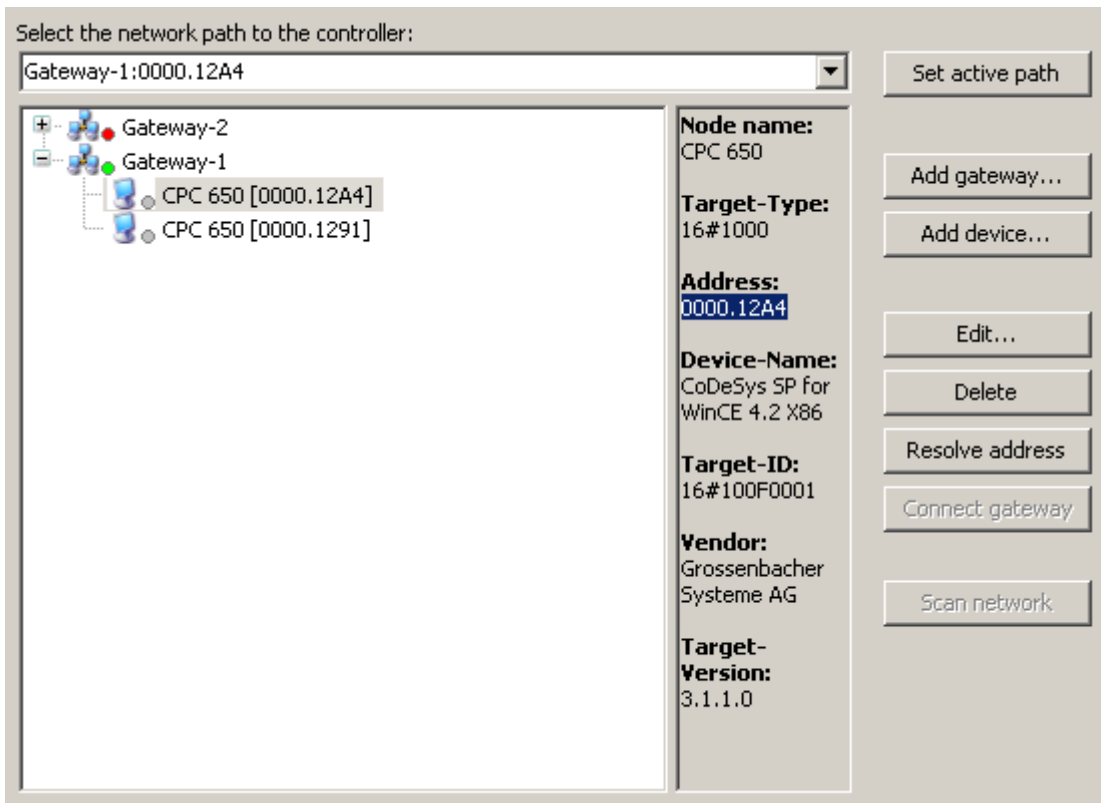 Select the network path to the controller:
Gateway-1:0000.12A4
Set active path
Gateway-2
Gateway-1
CPC 650 [0000.12A4]
CPC 650 [0000.1291]
Node name:
CPC 650
Target-Type:
16#1000
Address:
0000.12A4
Device-Name:
CoDeSys SP for
WinCE 4.2 X86
Target-ID:
16#100F0001
Vendor:
Grossenbacher
Systeme AG
Target-
Version:
3.1.1.0
Add gateway...
Add device...
Edit...
Delete
Resolve address
Connect gateway
Scan network